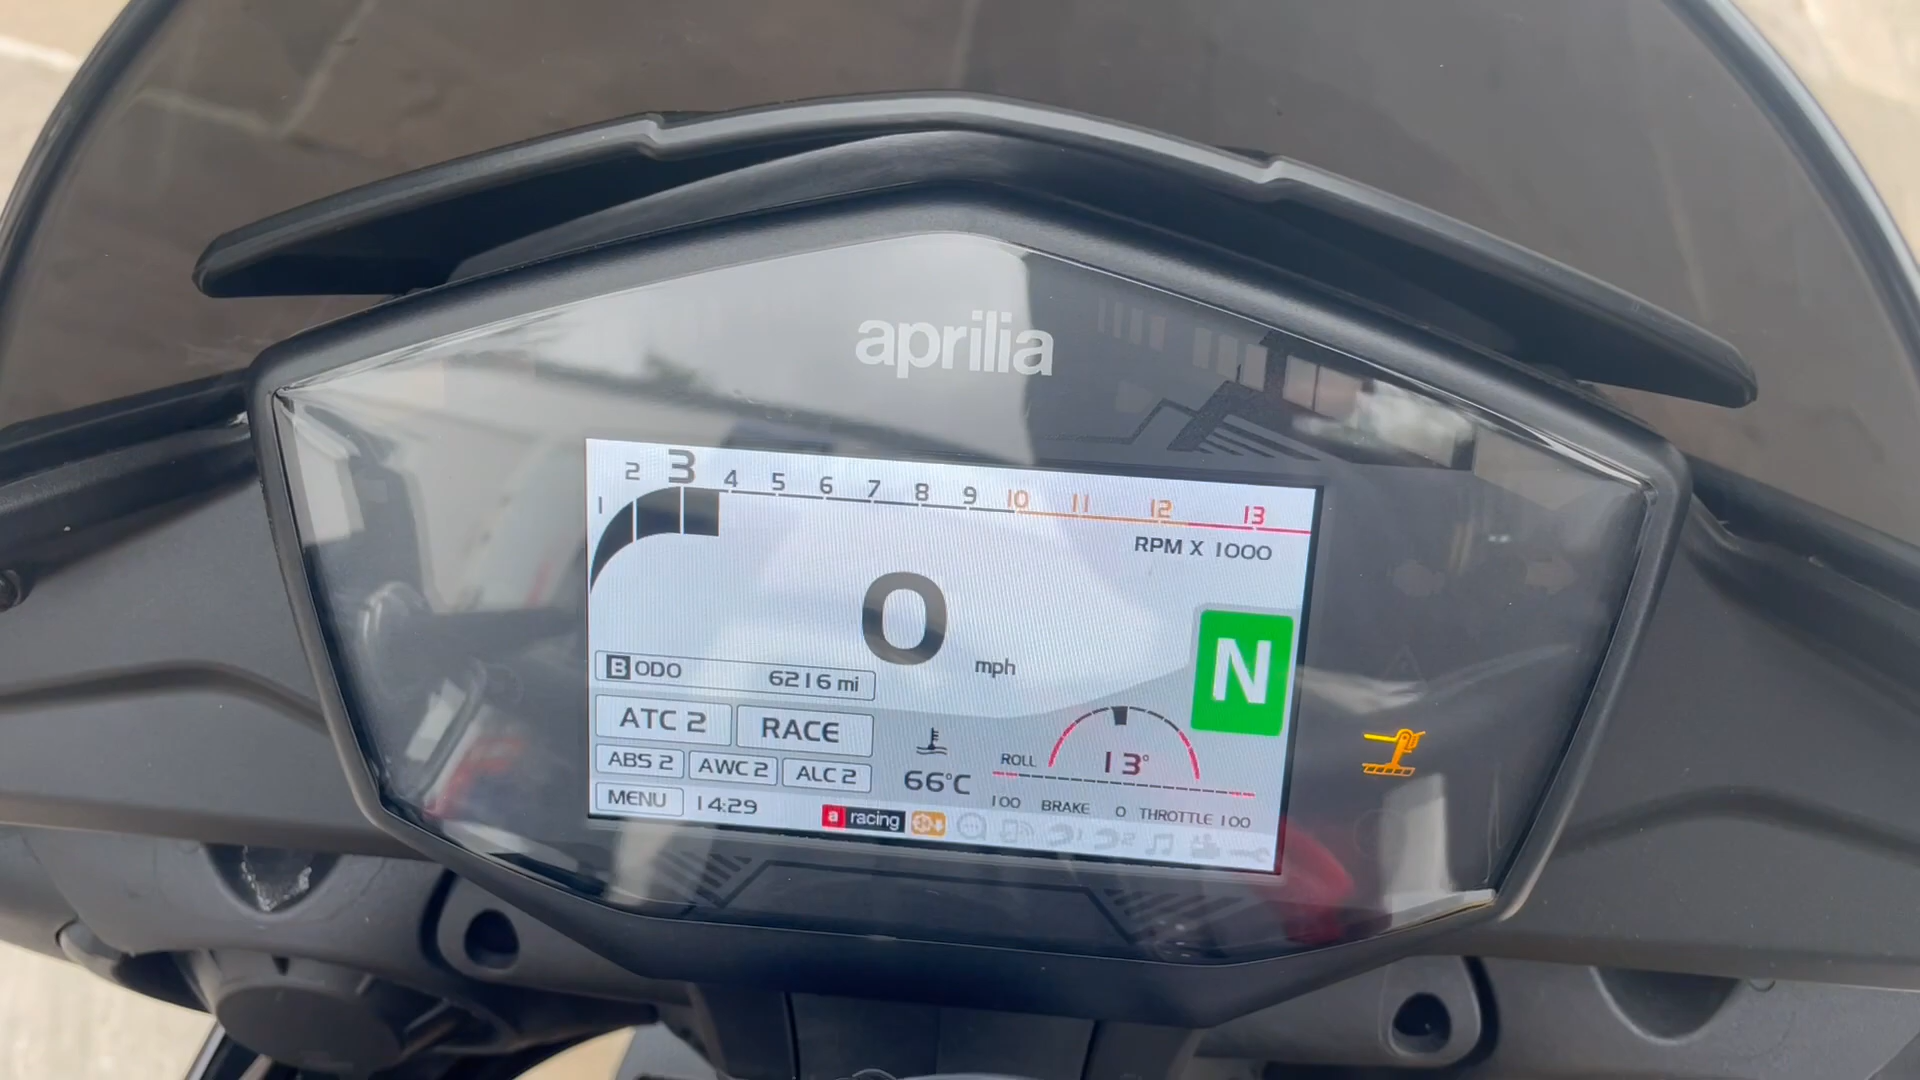 aprilia
1 2 3 4 5 6 7 8 9 10 11 12 13
RPM X 1000
0 mph
N
B ODO 6216 mi
ATC 2 RACE
ABS 2 AWC 2 ALC 2
66°C
ROLL 13°
100 BRAKE 0 THROTTLE 100
MENU 14:29
a racing